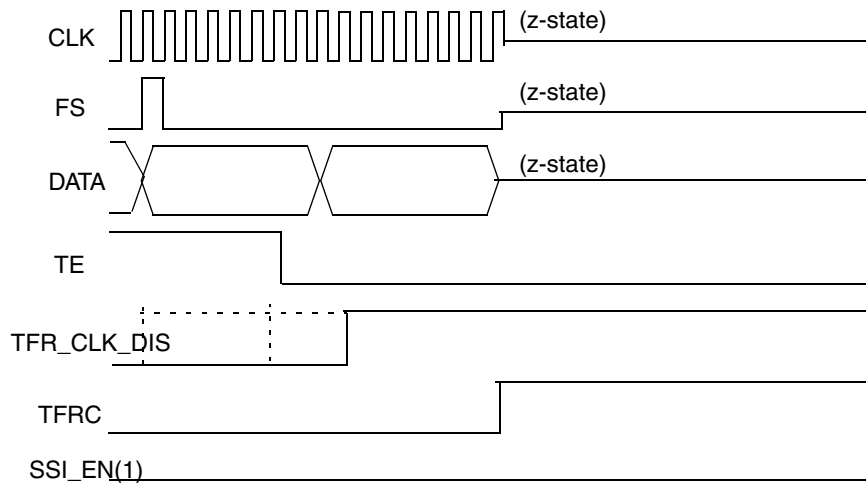 CLK
(z-state)
FS
(z-state)
DATA
(z-state)
TE
TFR_CLK_DIS
TFRC
SSI_EN(1)